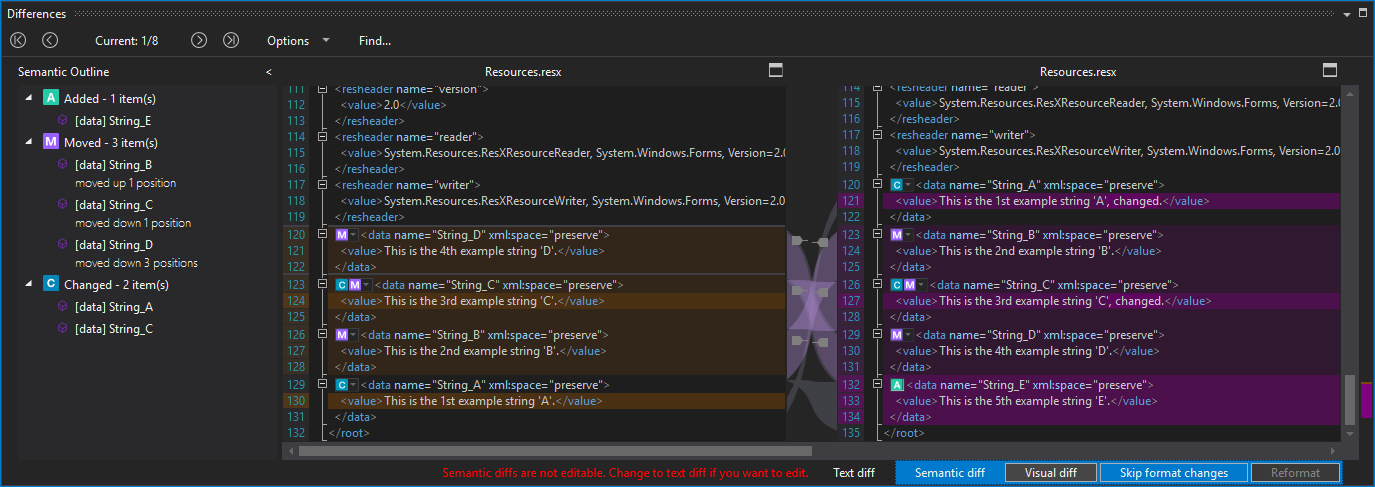 Differences
Current: 1/8
Options
Find...
Semantic Outline
<
Added - 1 item(s)
[data] String_E
Moved - 3 item(s)
[data] String_B
moved up 1 position
[data] String_C
moved down 1 position
[data] String_D
moved down 3 positions
Changed - 2 item(s)
[data] String_A
[data] String_C
Resources.resx
111 <resheader name="version">
112 <value>2.0</value>
113 </resheader>
114 <resheader name="reader">
115 <value>System.Resources.ResXResourceReader, System.Windows.Forms, Version=2.0
116 </resheader>
117 <resheader name="writer">
118 <value>System.Resources.ResXResourceWriter, System.Windows.Forms, Version=2.0
119 </resheader>
120 M <data name="String_D" xml:space="preserve">
121 <value>This is the 4th example string 'D'.</value>
122 </data>
123 C M <data name="String_C" xml:space="preserve">
124 <value>This is the 3rd example string 'C'.</value>
125 </data>
126 M <data name="String_B" xml:space="preserve">
127 <value>This is the 2nd example string 'B'.</value>
128 </data>
129 C <data name="String_A" xml:space="preserve">
130 <value>This is the 1st example string 'A'.</value>
131 </data>
132 </root>
Resources.resx
114 <resheader name="reader">
115 <value>System.Resources.ResXResourceReader, System.Windows.Forms, Version=2.0
116 </resheader>
117 <resheader name="writer">
118 <value>System.Resources.ResXResourceWriter, System.Windows.Forms, Version=2.0
119 </resheader>
120 C <data name="String_A" xml:space="preserve">
121 <value>This is the 1st example string 'A', changed.</value>
122 </data>
123 M <data name="String_B" xml:space="preserve">
124 <value>This is the 2nd example string 'B'.</value>
125 </data>
126 C M <data name="String_C" xml:space="preserve">
127 <value>This is the 3rd example string 'C', changed.</value>
128 </data>
129 M <data name="String_D" xml:space="preserve">
130 <value>This is the 4th example string 'D'.</value>
131 </data>
132 A <data name="String_E" xml:space="preserve">
133 <value>This is the 5th example string 'E'.</value>
134 </data>
135 </root>
Semantic diffs are not editable. Change to text diff if you want to edit.
Text diff
Semantic diff
Visual diff
Skip format changes
Reformat